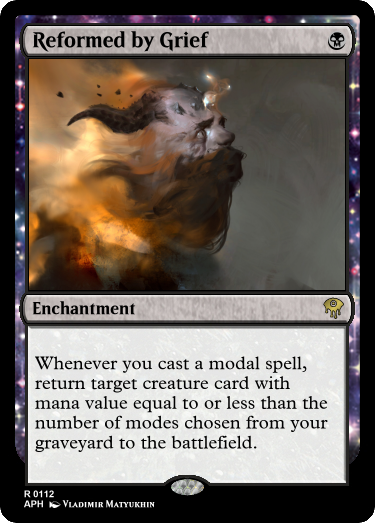 Reformed by Grief
Enchantment
Whenever you cast a modal spell,
return target creature card with
mana value equal to or less than the
number of modes chosen from your
graveyard to the battlefield.
R 0112
APH Vladimir Matyukhin